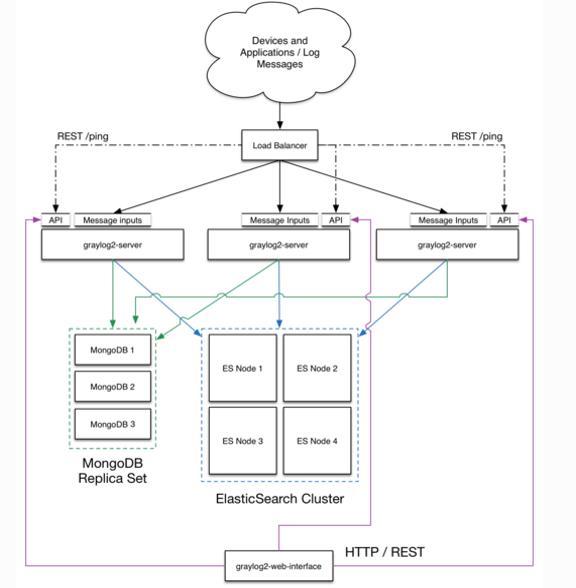 Devices and
Applications / Log
Messages
Load Balancer
REST /ping
REST /ping
API
Message inputs
Message Inputs
API
Message Inputs
API
graylog2-server
graylog2-server
graylog2-server
MongoDB 1
MongoDB 2
MongoDB 3
ES Node 1
ES Node 2
ES Node 3
ES Node 4
MongoDB
Replica Set
ElasticSearch Cluster
HTTP / REST
graylog2-web-interface